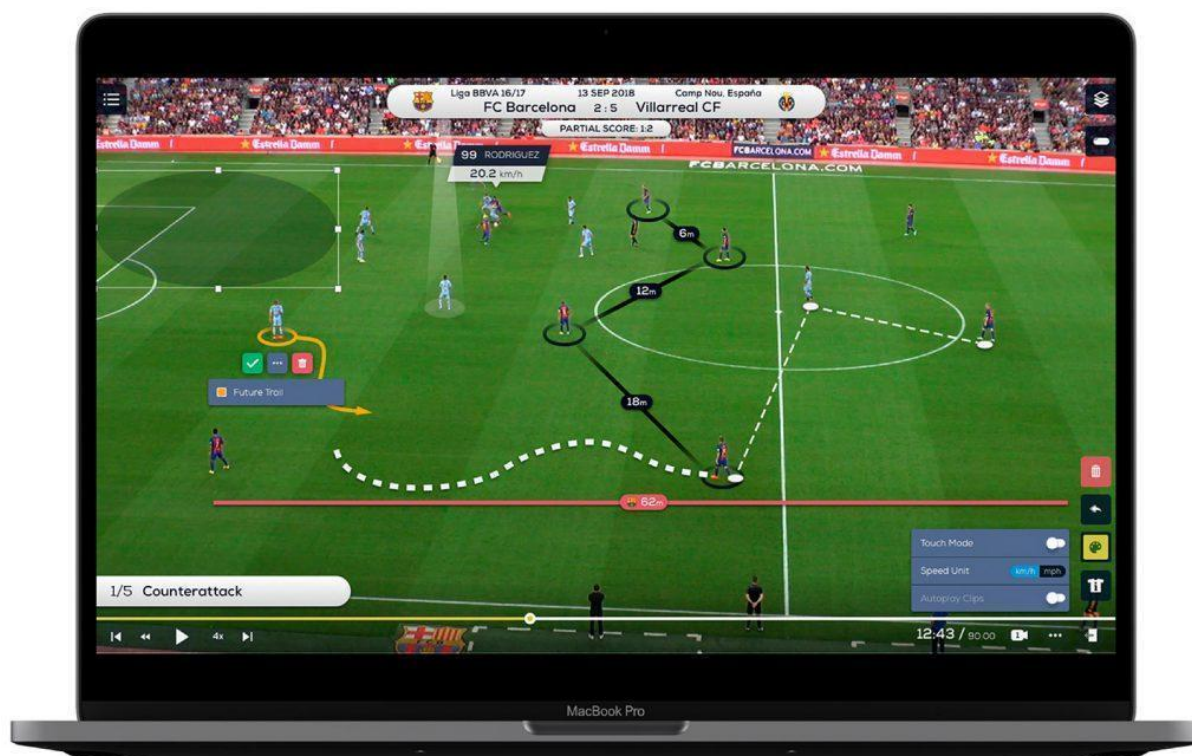 Liga BBVA 16/17 13 SEP 2018 Camp Nou, España
FC Barcelona 2:5 Villarreal CF
PARTIAL SCORE: 1:2
Estrella Damm Estrella Damm Estrella Damm FCBARCELONA.COM Estrella Damm Estrella Damm
FCBARCELONA.COM
99 RODRIGUEZ
20.2 km/h
6m
12m
18m
Future Trail
62m
Touch Mode
Speed Unit km/h mph
Autoplay Clips
1/5 Counterattack
4x
12:43 / 90.00 1
MacBook Pro